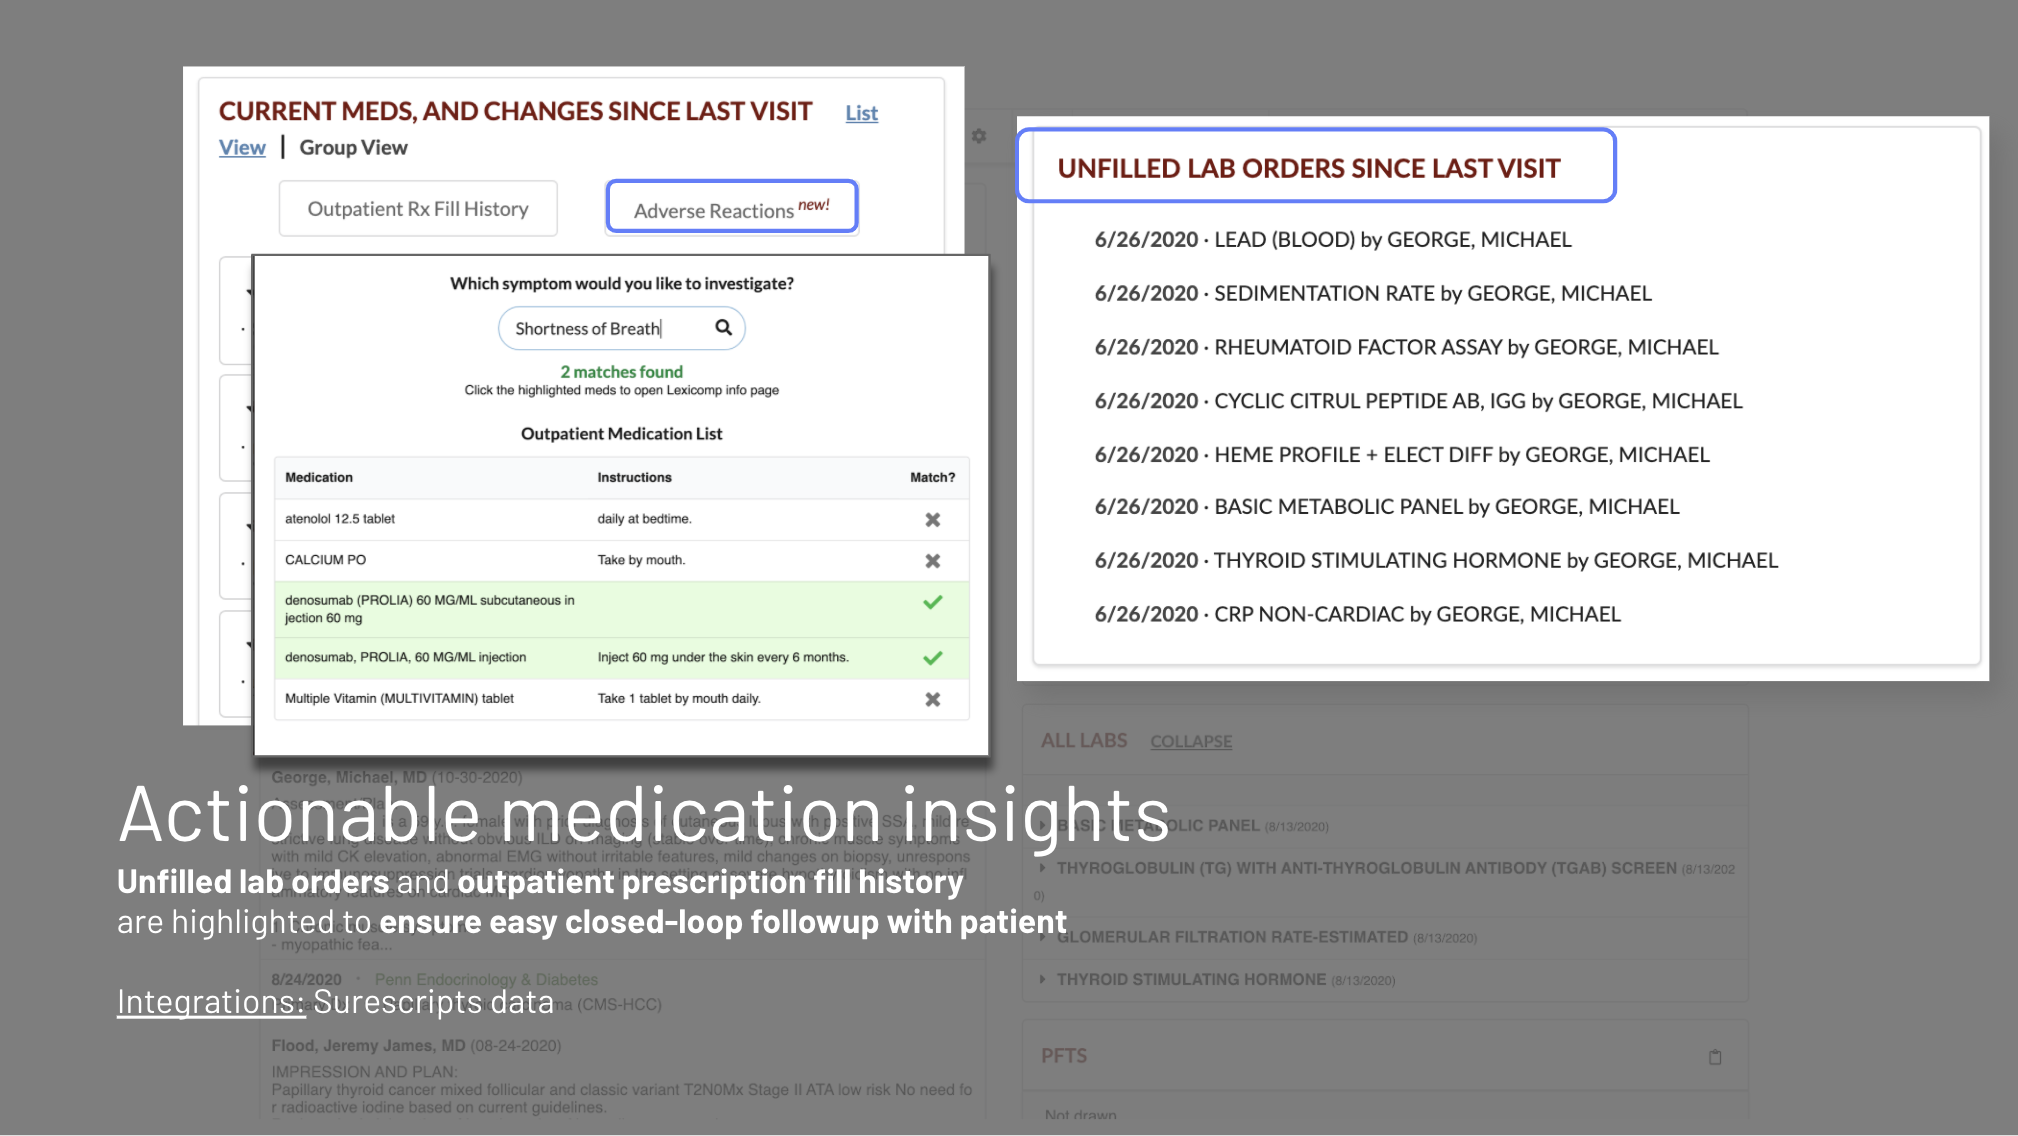 CURRENT MEDS, AND CHANGES SINCE LAST VISIT List
View | Group View
Outpatient Rx Fill History
Adverse Reactions new!
Which symptom would you like to investigate?
Shortness of Breath
2 matches found
Click the highlighted meds to open Lexicomp info page
Outpatient Medication List
Medication Instructions Match?
atenolol 12.5 tablet daily at bedtime.
CALCIUM PO Take by mouth.
denosumab (PROLIA) 60 MG/ML subcutaneous in
jection 60 mg
denosumab, PROLIA, 60 MG/ML injection Inject 60 mg under the skin every 6 months.
Multiple Vitamin (MULTIVITAMIN) tablet Take 1 tablet by mouth daily.
UNFILLED LAB ORDERS SINCE LAST VISIT
6/26/2020 · LEAD (BLOOD) by GEORGE, MICHAEL
6/26/2020 · SEDIMENTATION RATE by GEORGE, MICHAEL
6/26/2020 · RHEUMATOID FACTOR ASSAY by GEORGE, MICHAEL
6/26/2020 · CYCLIC CITRUL PEPTIDE AB, IGG by GEORGE, MICHAEL
6/26/2020 · HEME PROFILE + ELECT DIFF by GEORGE, MICHAEL
6/26/2020 · BASIC METABOLIC PANEL by GEORGE, MICHAEL
6/26/2020 · THYROID STIMULATING HORMONE by GEORGE, MICHAEL
6/26/2020 · CRP NON-CARDIAC by GEORGE, MICHAEL
Actionable medication insights
Unfilled lab orders and outpatient prescription fill history
are highlighted to ensure easy closed-loop followup with patient
Integrations: Surescripts data
George, Michael, MD (10-30-2020)
with mild CK elevation, abnormal EMG without irritable features, mild changes on biopsy, unrespons
- myopathic fea...
8/24/2020 · Penn Endocrinology & Diabetes
(CMS-HCC)
Flood, Jeremy James, MD (08-24-2020)
IMPRESSION AND PLAN:
Papillary thyroid cancer mixed follicular and classic variant T2N0Mx Stage II ATA low risk No need fo
r radioactive iodine based on current guidelines.
ALL LABS COLLAPSE
BASIC METABOLIC PANEL (8/13/2020)
THYROGLOBULIN (TG) WITH ANTI-THYROGLOBULIN ANTIBODY (TGAB) SCREEN (8/13/202
0)
GLOMERULAR FILTRATION RATE-ESTIMATED (8/13/2020)
THYROID STIMULATING HORMONE (8/13/2020)
PFTS
Not drawn